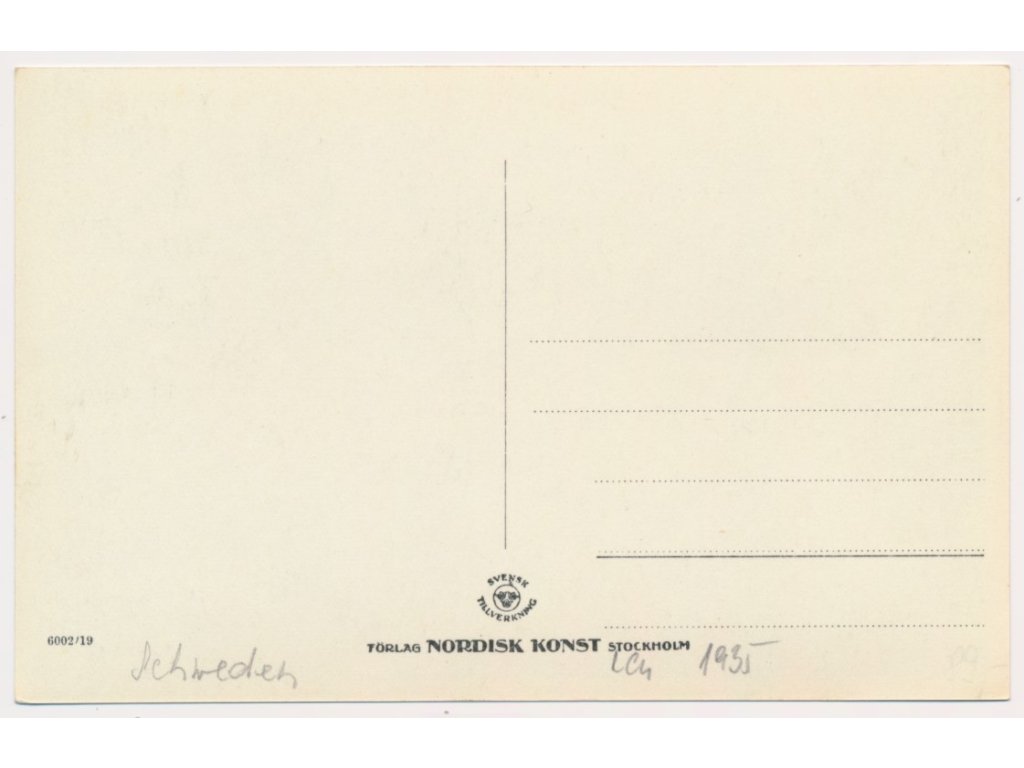 SVENSK
TILLVERKNING
6002/19
FÖRLAG NORDISK KONST STOCKHOLM
Schweden
1935